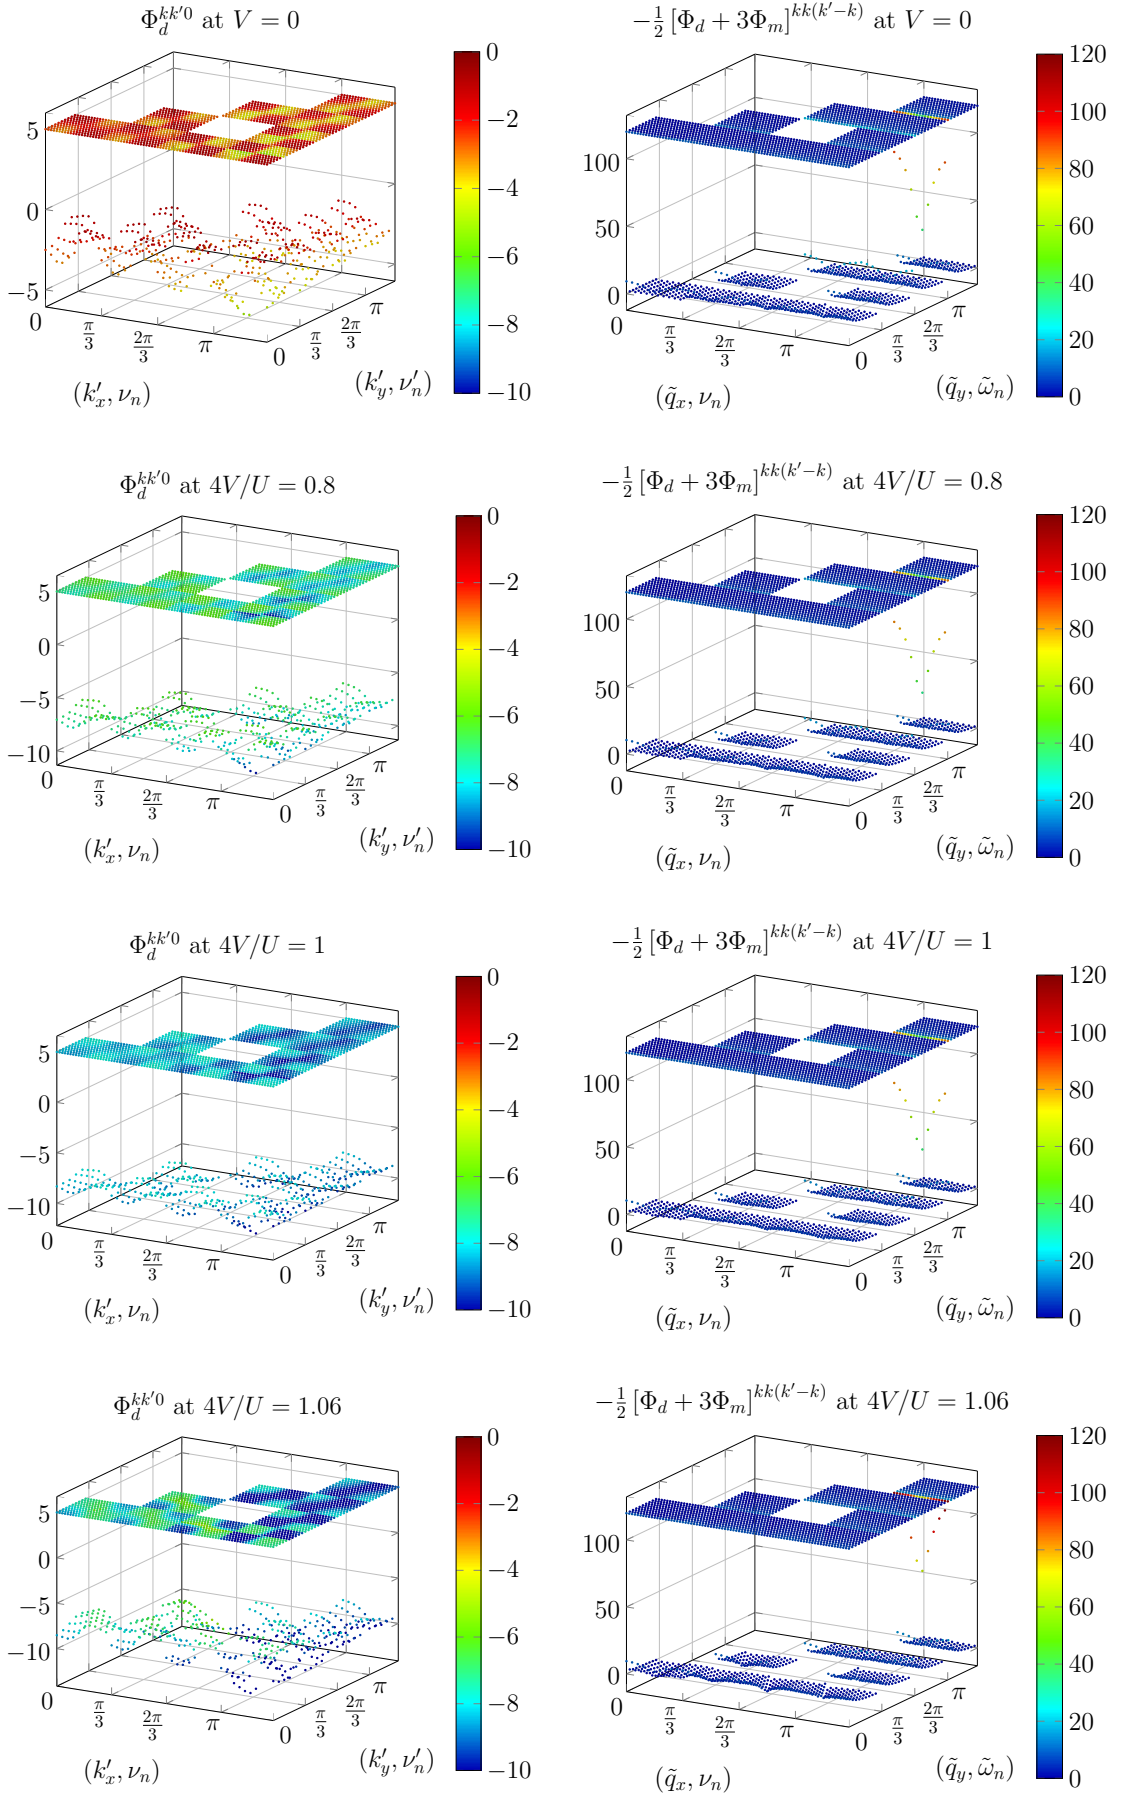 Φ_d^{kk′0} at V = 0
5
0
−5
0
π/3
2π/3
π
0
π/3
2π/3
π
(k′_x, ν_n)
(k′_y, ν′_n)
0
−2
−4
−6
−8
−10
−1/2 [Φ_d + 3Φ_m]^{kk(k′−k)} at V = 0
100
50
0
0
π/3
2π/3
π
0
π/3
2π/3
π
(q̃_x, ν_n)
(q̃_y, ω̃_n)
120
100
80
60
40
20
0
Φ_d^{kk′0} at 4V/U = 0.8
5
0
−5
−10
0
π/3
2π/3
π
0
π/3
2π/3
π
(k′_x, ν_n)
(k′_y, ν′_n)
0
−2
−4
−6
−8
−10
−1/2 [Φ_d + 3Φ_m]^{kk(k′−k)} at 4V/U = 0.8
100
50
0
0
π/3
2π/3
π
0
π/3
2π/3
π
(q̃_x, ν_n)
(q̃_y, ω̃_n)
120
100
80
60
40
20
0
Φ_d^{kk′0} at 4V/U = 1
5
0
−5
−10
0
π/3
2π/3
π
0
π/3
2π/3
π
(k′_x, ν_n)
(k′_y, ν′_n)
0
−2
−4
−6
−8
−10
−1/2 [Φ_d + 3Φ_m]^{kk(k′−k)} at 4V/U = 1
100
50
0
0
π/3
2π/3
π
0
π/3
2π/3
π
(q̃_x, ν_n)
(q̃_y, ω̃_n)
120
100
80
60
40
20
0
Φ_d^{kk′0} at 4V/U = 1.06
5
0
−5
−10
0
π/3
2π/3
π
0
π/3
2π/3
π
(k′_x, ν_n)
(k′_y, ν′_n)
0
−2
−4
−6
−8
−10
−1/2 [Φ_d + 3Φ_m]^{kk(k′−k)} at 4V/U = 1.06
100
50
0
0
π/3
2π/3
π
0
π/3
2π/3
π
(q̃_x, ν_n)
(q̃_y, ω̃_n)
120
100
80
60
40
20
0